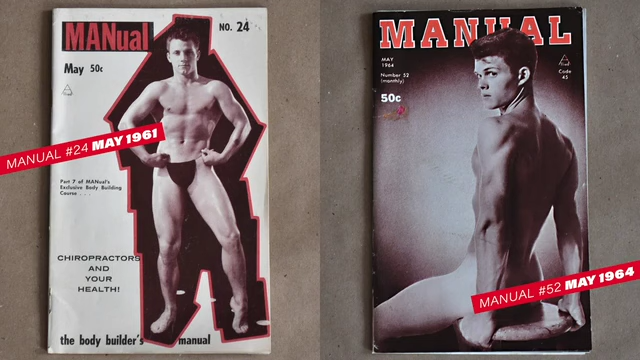 MANual
NO. 24
May 50c
MANUAL #24 MAY 1961
Part 7 of MANual's
Exclusive Body Building
Course . . .
CHIROPRACTORS
AND
YOUR
HEALTH!
the body builder's manual
MANUAL
MAY
1964
Number 52
(monthly)
50c
Code
45
MANUAL #52 MAY 1964